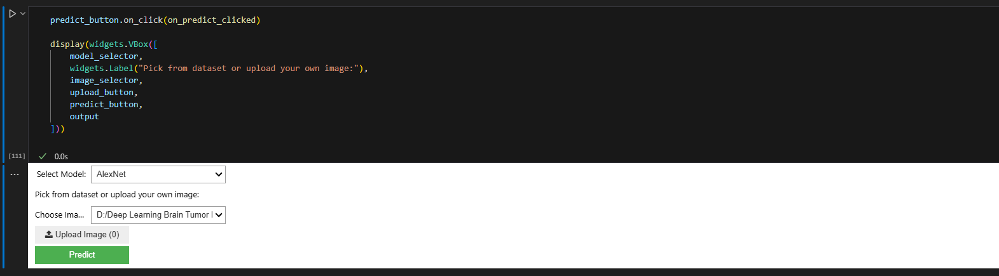 predict_button.on_click(on_predict_clicked)
display(widgets.VBox([
model_selector,
widgets.Label("Pick from dataset or upload your own image:"),
image_selector,
upload_button,
predict_button,
output
]))
[111]
0.0s
Select Model: AlexNet
Pick from dataset or upload your own image:
Choose Ima... D:/Deep Learning Brain Tumor
Upload Image (0)
Predict